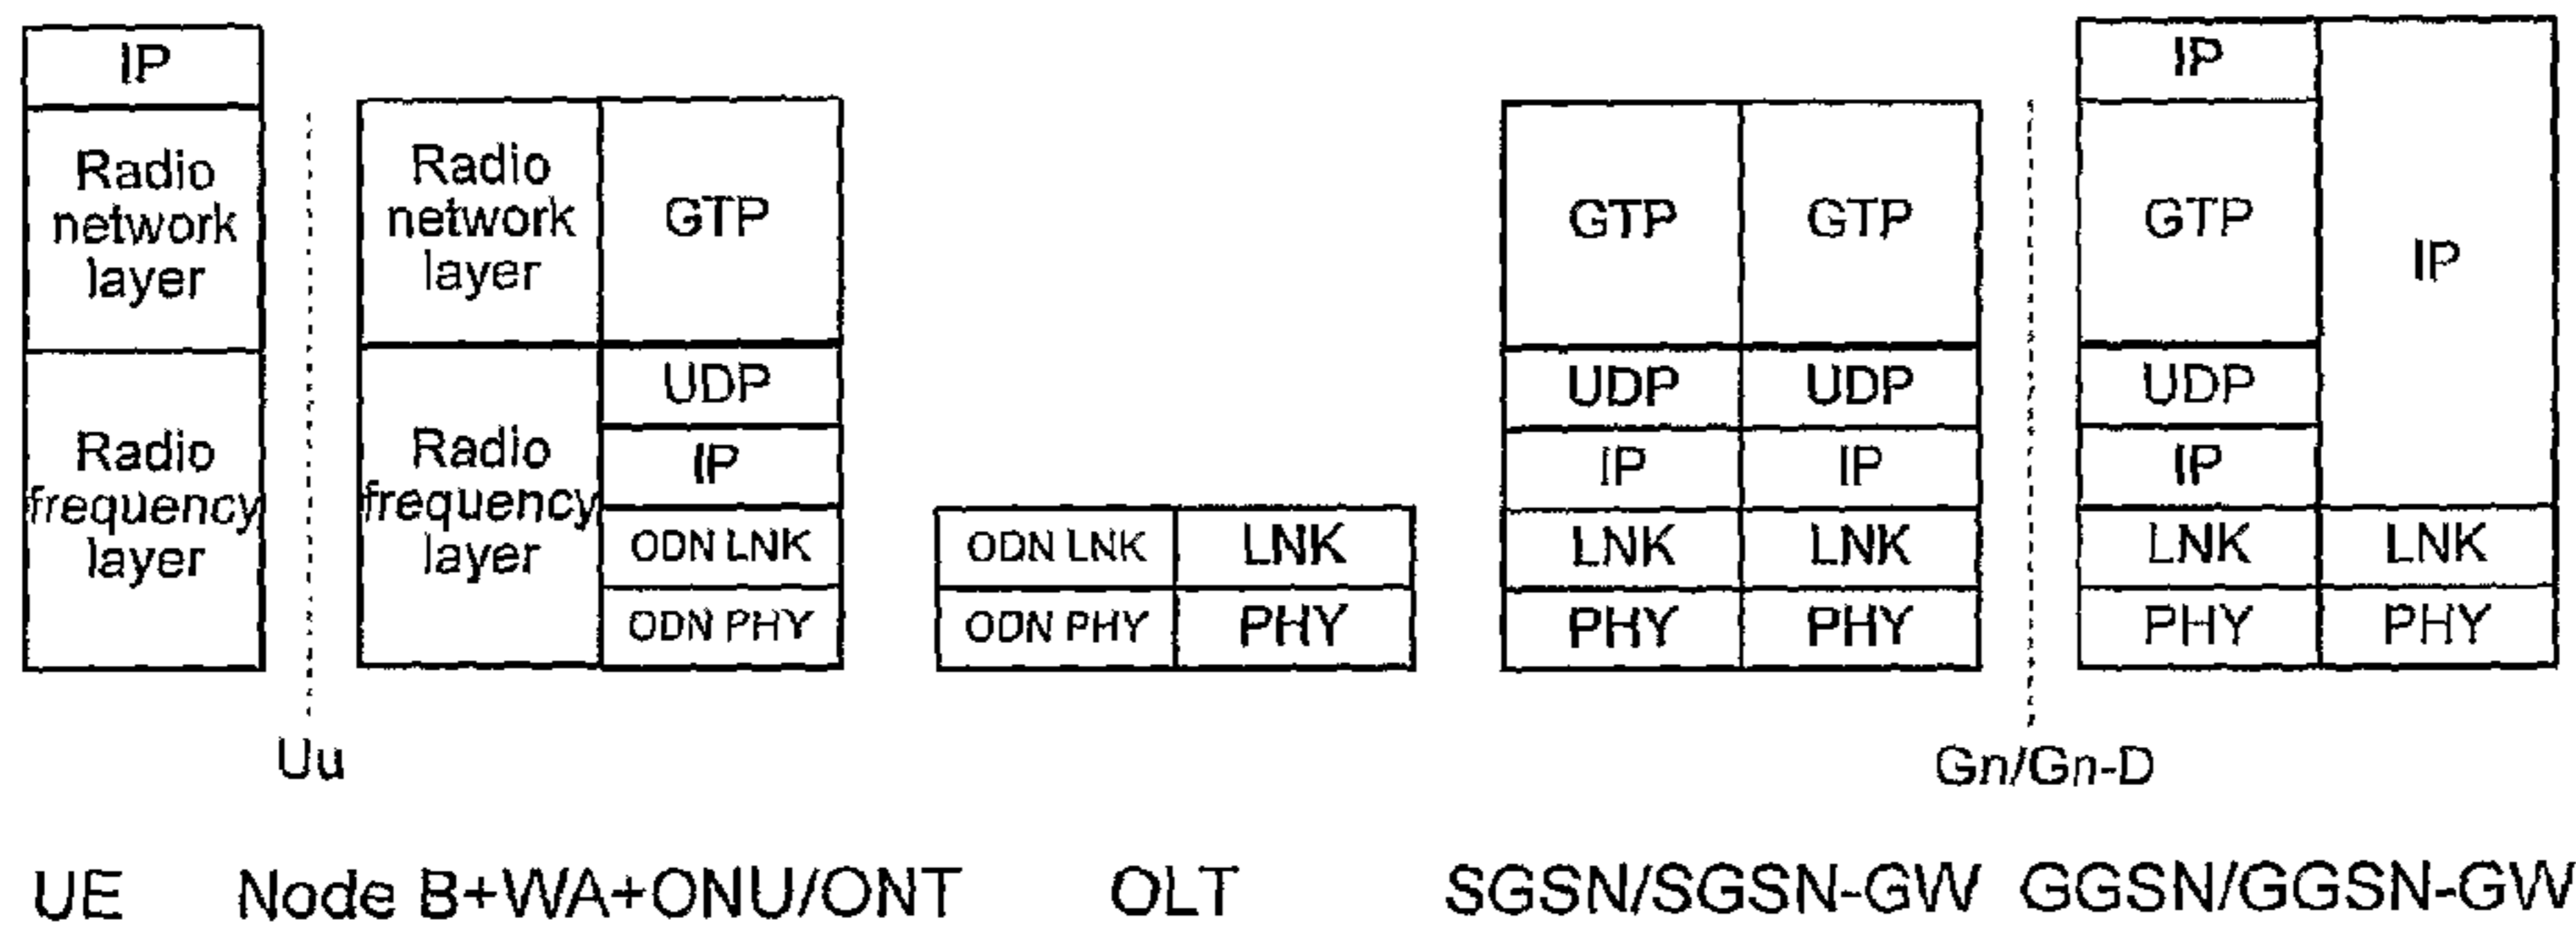 IP
Radio
network
layer
Radio
frequency
layer
Uu
Radio
network
layer
Radio
frequency
layer
GTP
UDP
IP
ODN LNK
ODN PHY
ODN LNK
ODN PHY
LNK
PHY
GTP
UDP
IP
LNK
PHY
GTP
UDP
IP
LNK
PHY
Gn/Gn-D
IP
GTP
UDP
IP
LNK
PHY
IP
LNK
PHY
UE
Node B+WA+ONU/ONT
OLT
SGSN/SGSN-GW
GGSN/GGSN-GW